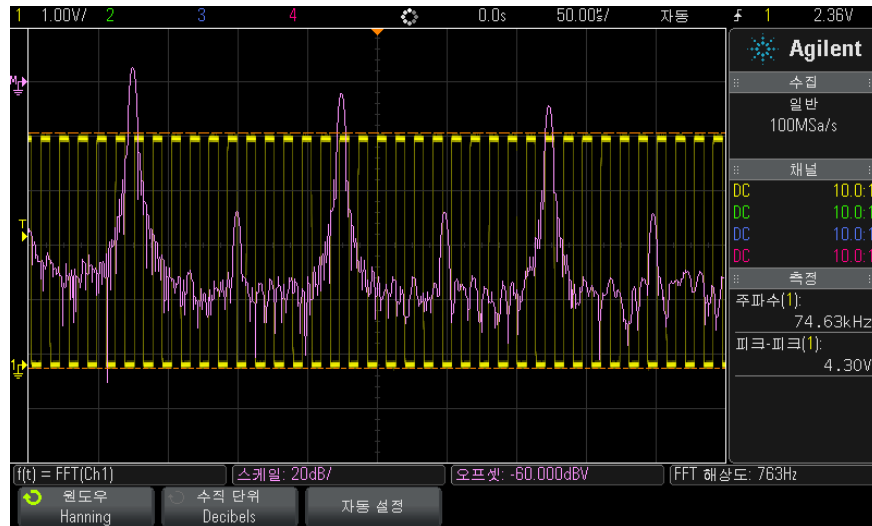 1 1.00V/ 2 3 4 0.0s 50.00㎲/ 자동 1 2.36V
Agilent
수집
일반
100MSa/s
채널
DC 10.0:1
DC 10.0:1
DC 10.0:1
DC 10.0:1
측정
주파수(1):
74.63kHz
피크-피크(1):
4.30V
M
T
1
f(t) = FFT(Ch1) 스케일: 20dB/ 오프셋: -60.000dBV FFT 해상도: 763Hz
윈도우
Hanning
수직 단위
Decibels
자동 설정